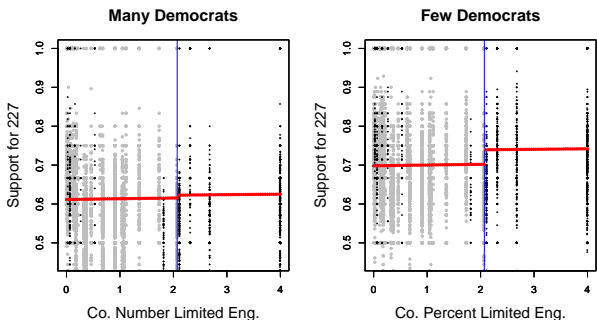 Many Democrats
Support for 227
1.0
0.9
0.8
0.7
0.6
0.5
0 1 2 3 4
Co. Number Limited Eng.
Few Democrats
Support for 227
1.0
0.9
0.8
0.7
0.6
0.5
0 1 2 3 4
Co. Percent Limited Eng.